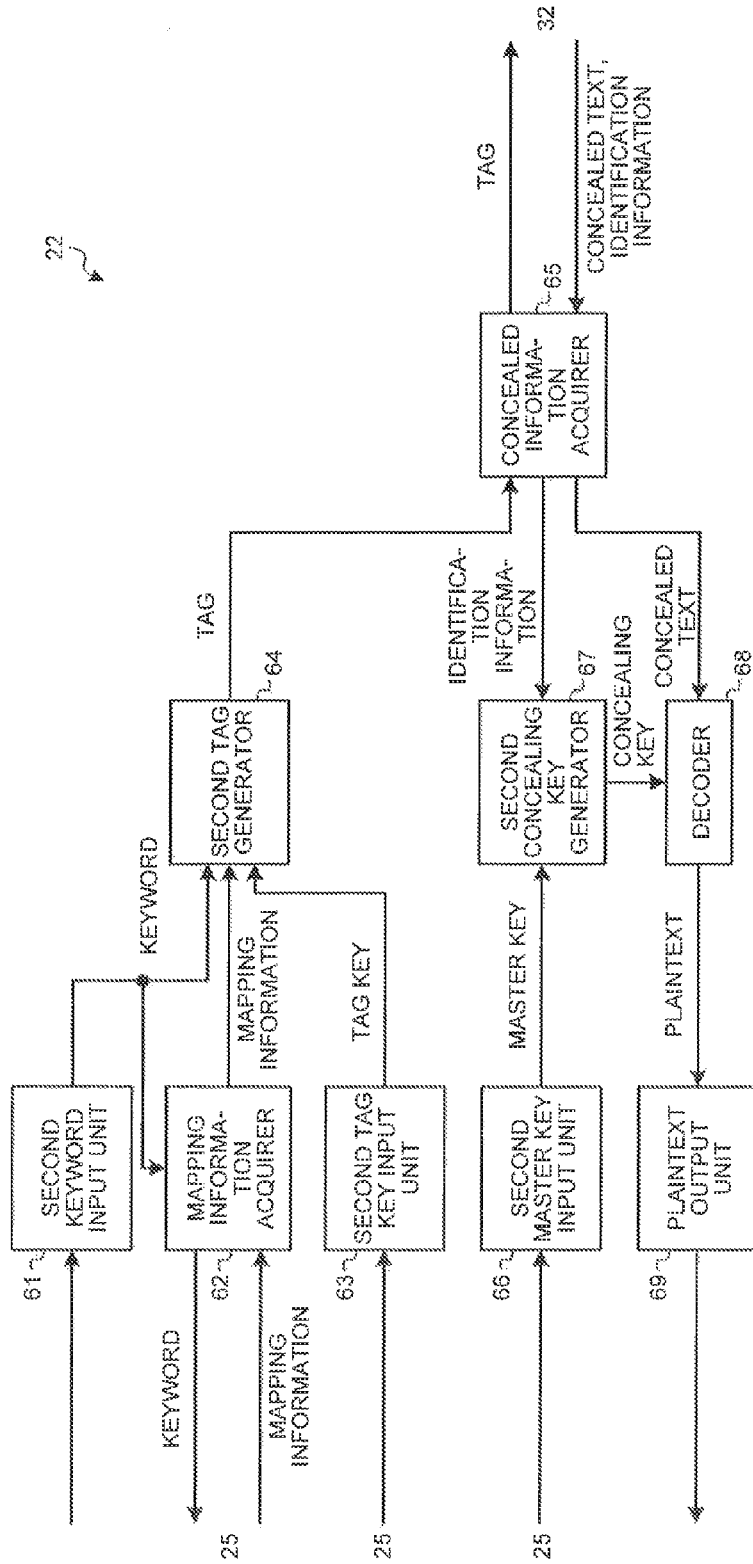 22
61
SECOND
KEYWORD
INPUT UNIT
KEYWORD
SECOND TAG
GENERATOR
64
TAG
TAG
32
KEYWORD
25
MAPPING
INFORMATION
62
MAPPING
INFORMA-
TION
ACQUIRER
MAPPING
INFORMATION
25
63
SECOND TAG
KEY INPUT
UNIT
TAG KEY
CONCEALED
INFORMA-
TION
ACQUIRER
65
CONCEALED TEXT,
IDENTIFICATION
INFORMATION
25
66
SECOND
MASTER KEY
INPUT UNIT
MASTER KEY
SECOND
CONCEALING
KEY
GENERATOR
67
IDENTIFICA-
TION
INFORMA-
TION
CONCEALING
KEY
69
PLAINTEXT
OUTPUT
UNIT
PLAINTEXT
DECODER
68
CONCEALED
TEXT